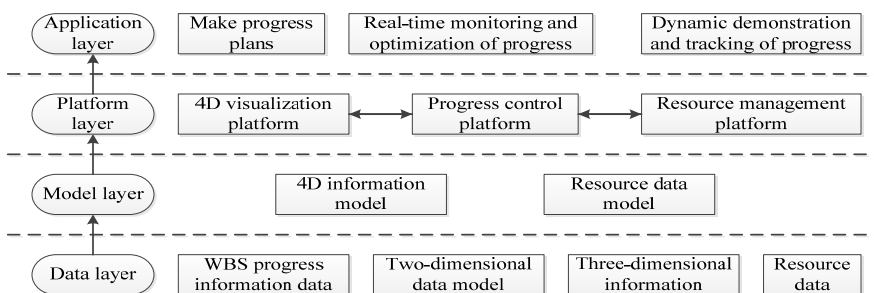 Application
layer
Make progress
plans
Real-time monitoring and
optimization of progress
Dynamic demonstration
and tracking of progress
Platform
layer
4D visualization
platform
Progress control
platform
Resource management
platform
Model layer
4D information
model
Resource data
model
Data layer
WBS progress
information data
Two-dimensional
data model
Three-dimensional
information
Resource
data